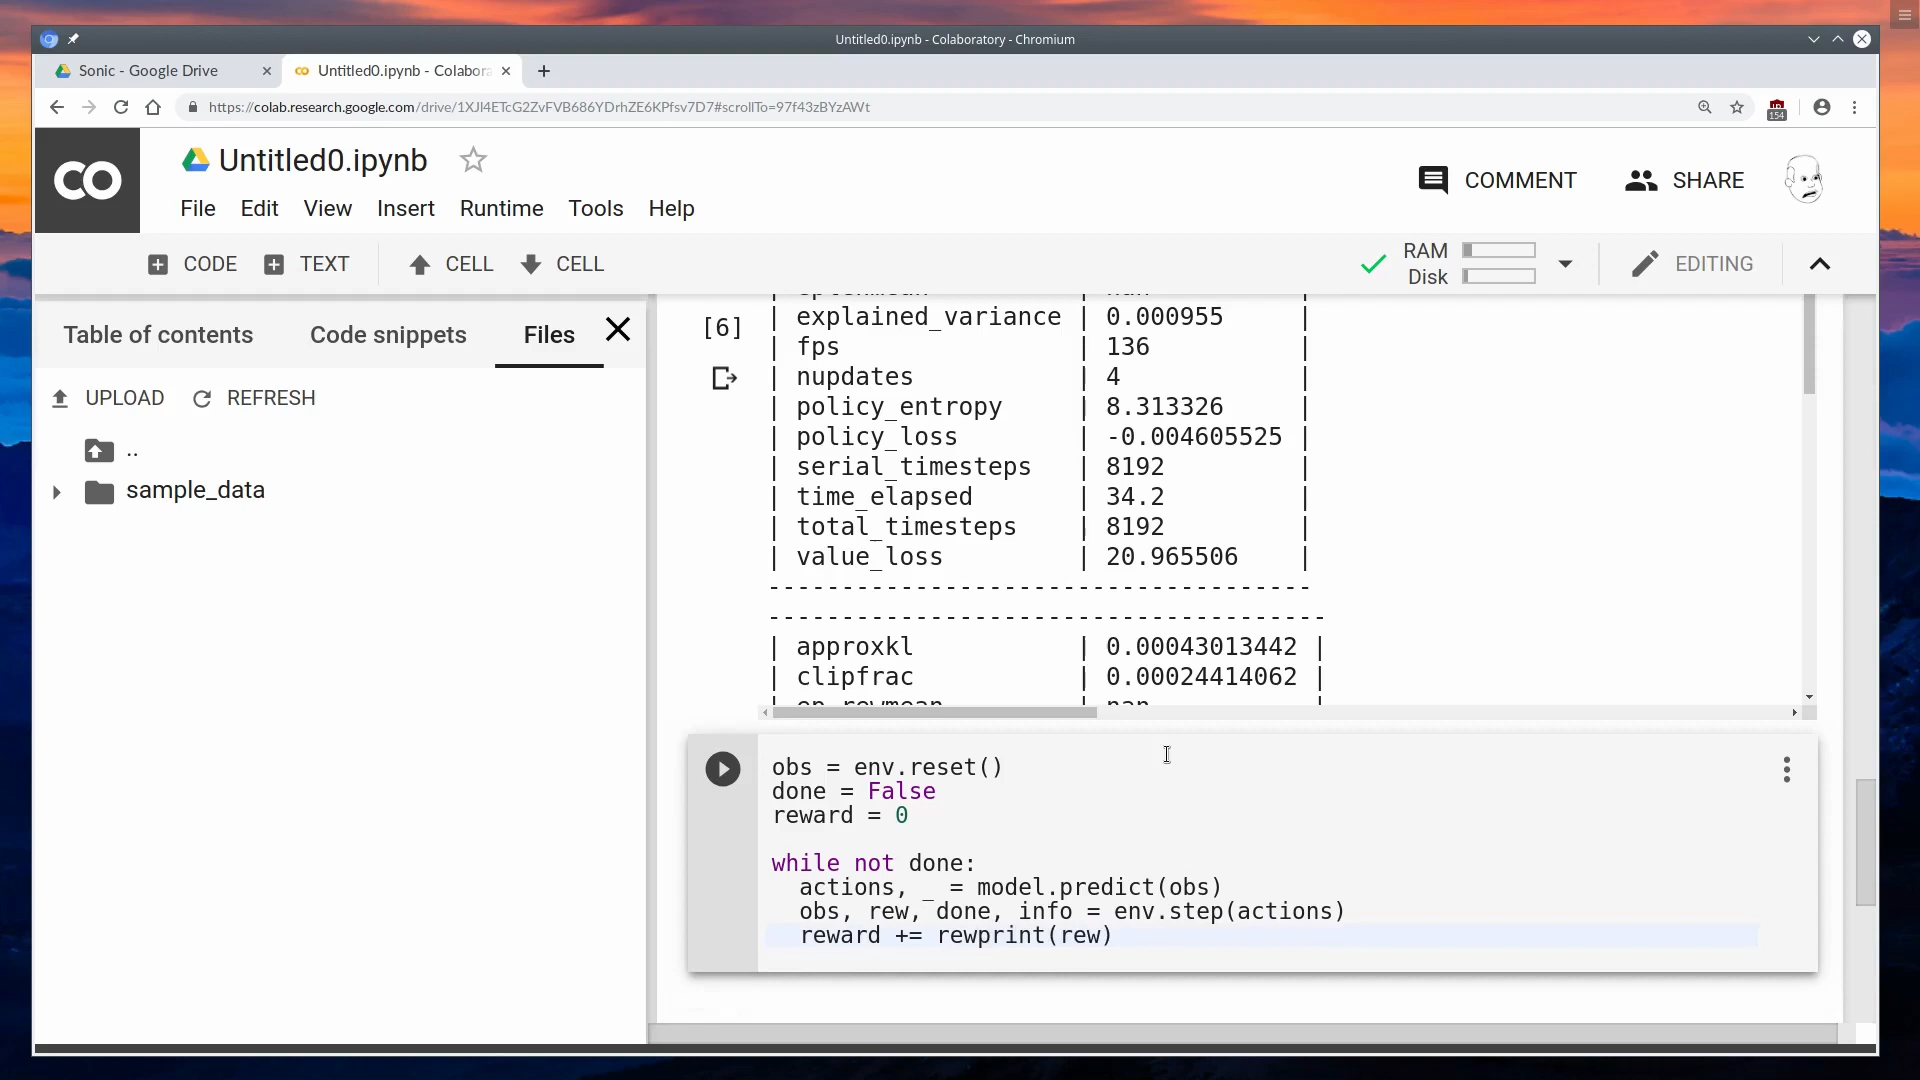 Untitled0.ipynb - Colaboratory - Chromium
Sonic - Google Drive
Untitled0.ipynb - Colabora
https://colab.research.google.com/drive/1XJl4ETcG2ZvFVB686YDrhZE6KPfsv7D7#scrollTo=97f43zBYzAWt
154
CO
Untitled0.ipynb
File Edit View Insert Runtime Tools Help
COMMENT
SHARE
CODE TEXT CELL CELL
RAM
Disk
EDITING
Table of contents Code snippets Files
UPLOAD REFRESH
..
sample_data
[6]
| explained_variance | 0.000955 |
| fps | 136 |
| nupdates | 4 |
| policy_entropy | 8.313326 |
| policy_loss | -0.004605525 |
| serial_timesteps | 8192 |
| time_elapsed | 34.2 |
| total_timesteps | 8192 |
| value_loss | 20.965506 |
-------------------------------------
--------------------------------------
| approxkl | 0.00043013442 |
| clipfrac | 0.00024414062 |
obs = env.reset()
done = False
reward = 0
while not done:
actions, _ = model.predict(obs)
obs, rew, done, info = env.step(actions)
reward += rewprint(rew)